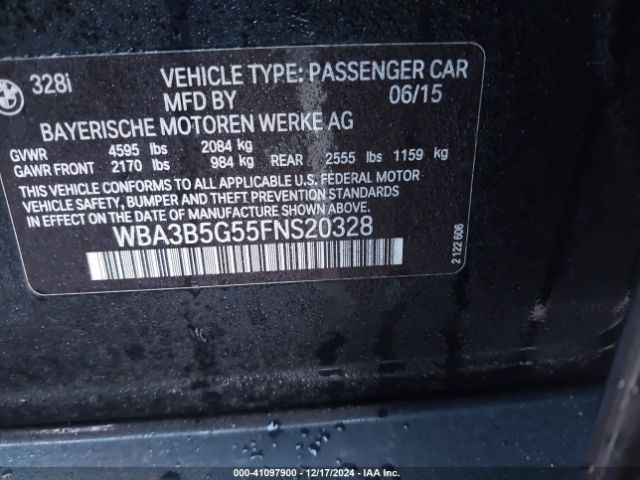 328i VEHICLE TYPE: PASSENGER CAR
MFD BY 06/15
BAYERISCHE MOTOREN WERKE AG
GVWR 4595 lbs 2084 kg
GAWR FRONT 2170 lbs 984 kg REAR 2555 lbs 1159 kg
THIS VEHICLE CONFORMS TO ALL APPLICABLE U.S. FEDERAL MOTOR
VEHICLE SAFETY, BUMPER AND THEFT PREVENTION STANDARDS
IN EFFECT ON THE DATE OF MANUFACTURE SHOWN ABOVE.
WBA3B5G55FNS20328
2 122 606
000-41097900 - 12/17/2024 - IAA Inc.